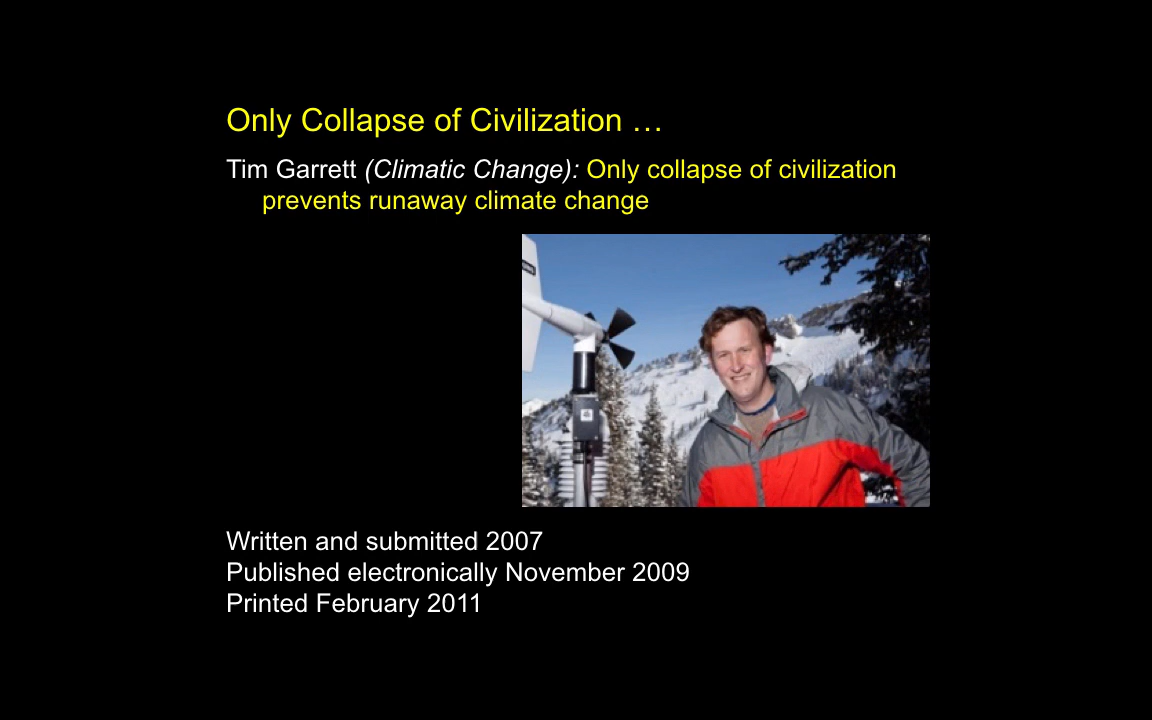 Only Collapse of Civilization …
Tim Garrett (Climatic Change): Only collapse of civilization
prevents runaway climate change
Written and submitted 2007
Published electronically November 2009
Printed February 2011